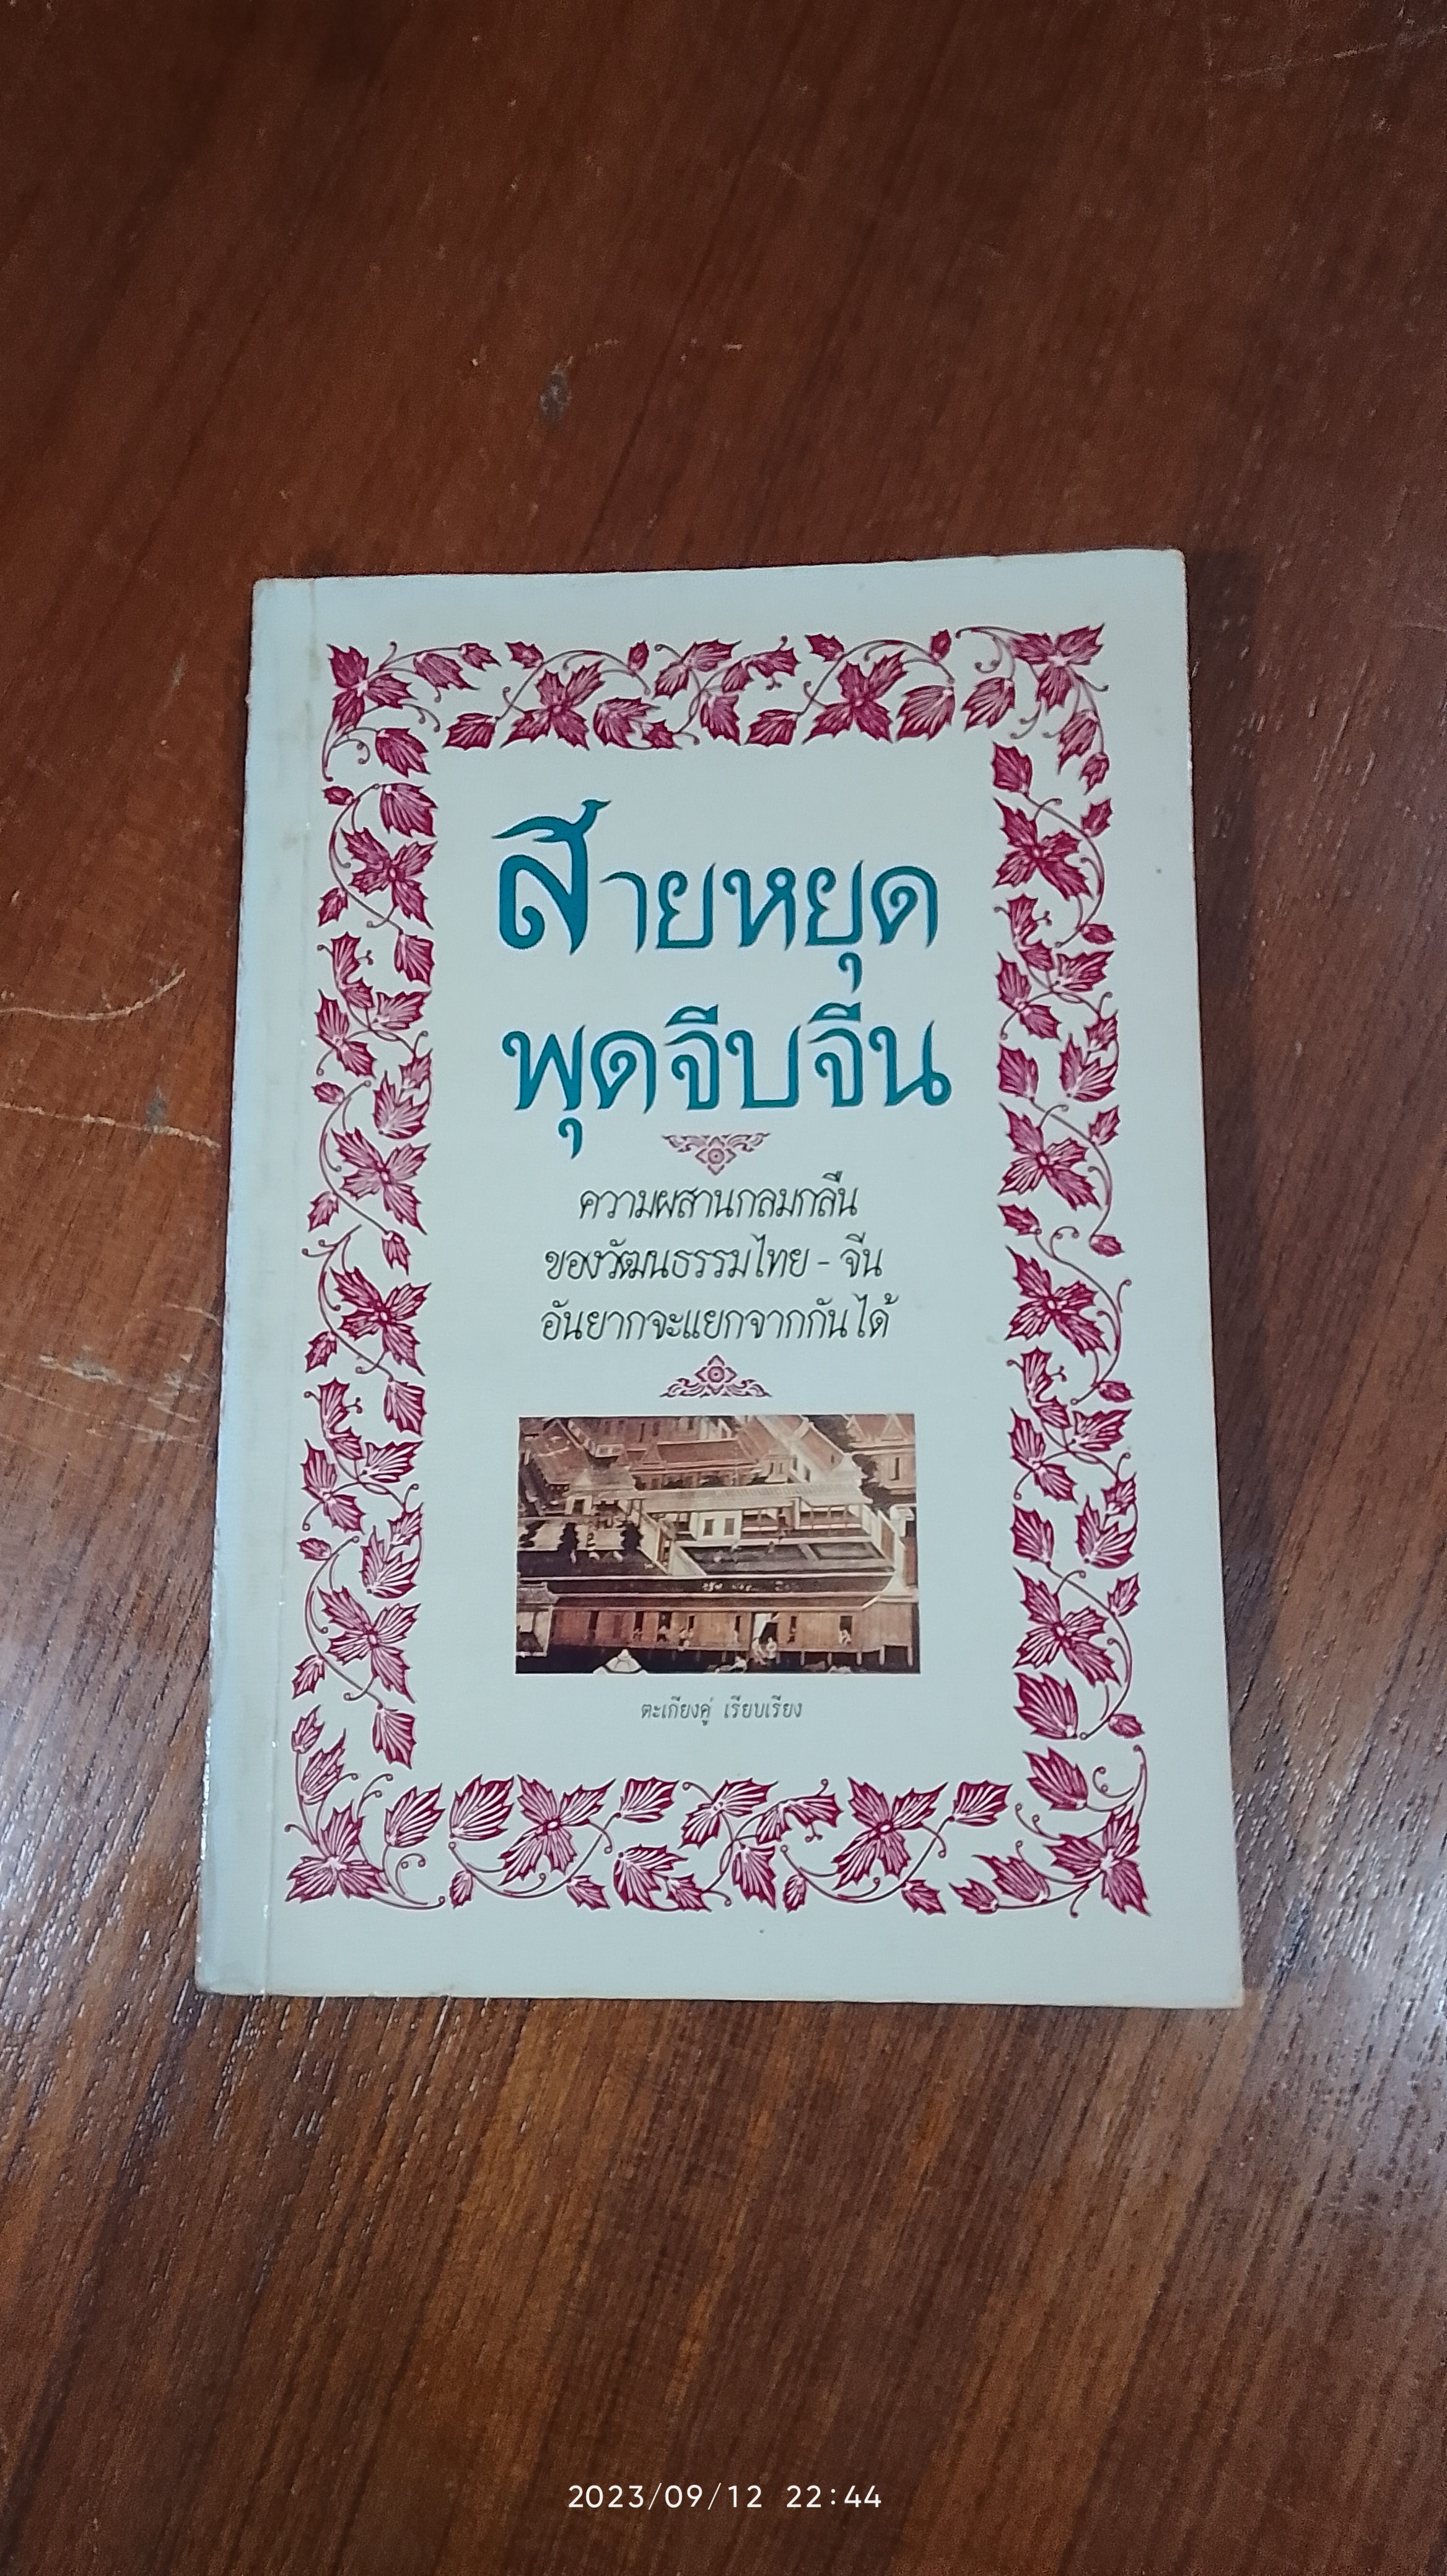 สายหยุด
พุดจีบจีน
ความผสานกลมกลืน
ของวัฒนธรรมไทย - จีน
อันยากจะแยกจากกันได้
ตะเกียงคู่ เรียบเรียง
2023/09/12 22:44